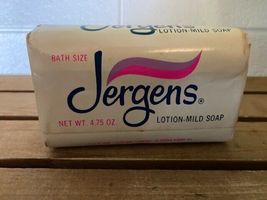 LOTION-MILD SOAP
BATH SIZE
Jergens®
NET WT. 4.75 OZ.
LOTION-MILD SOAP